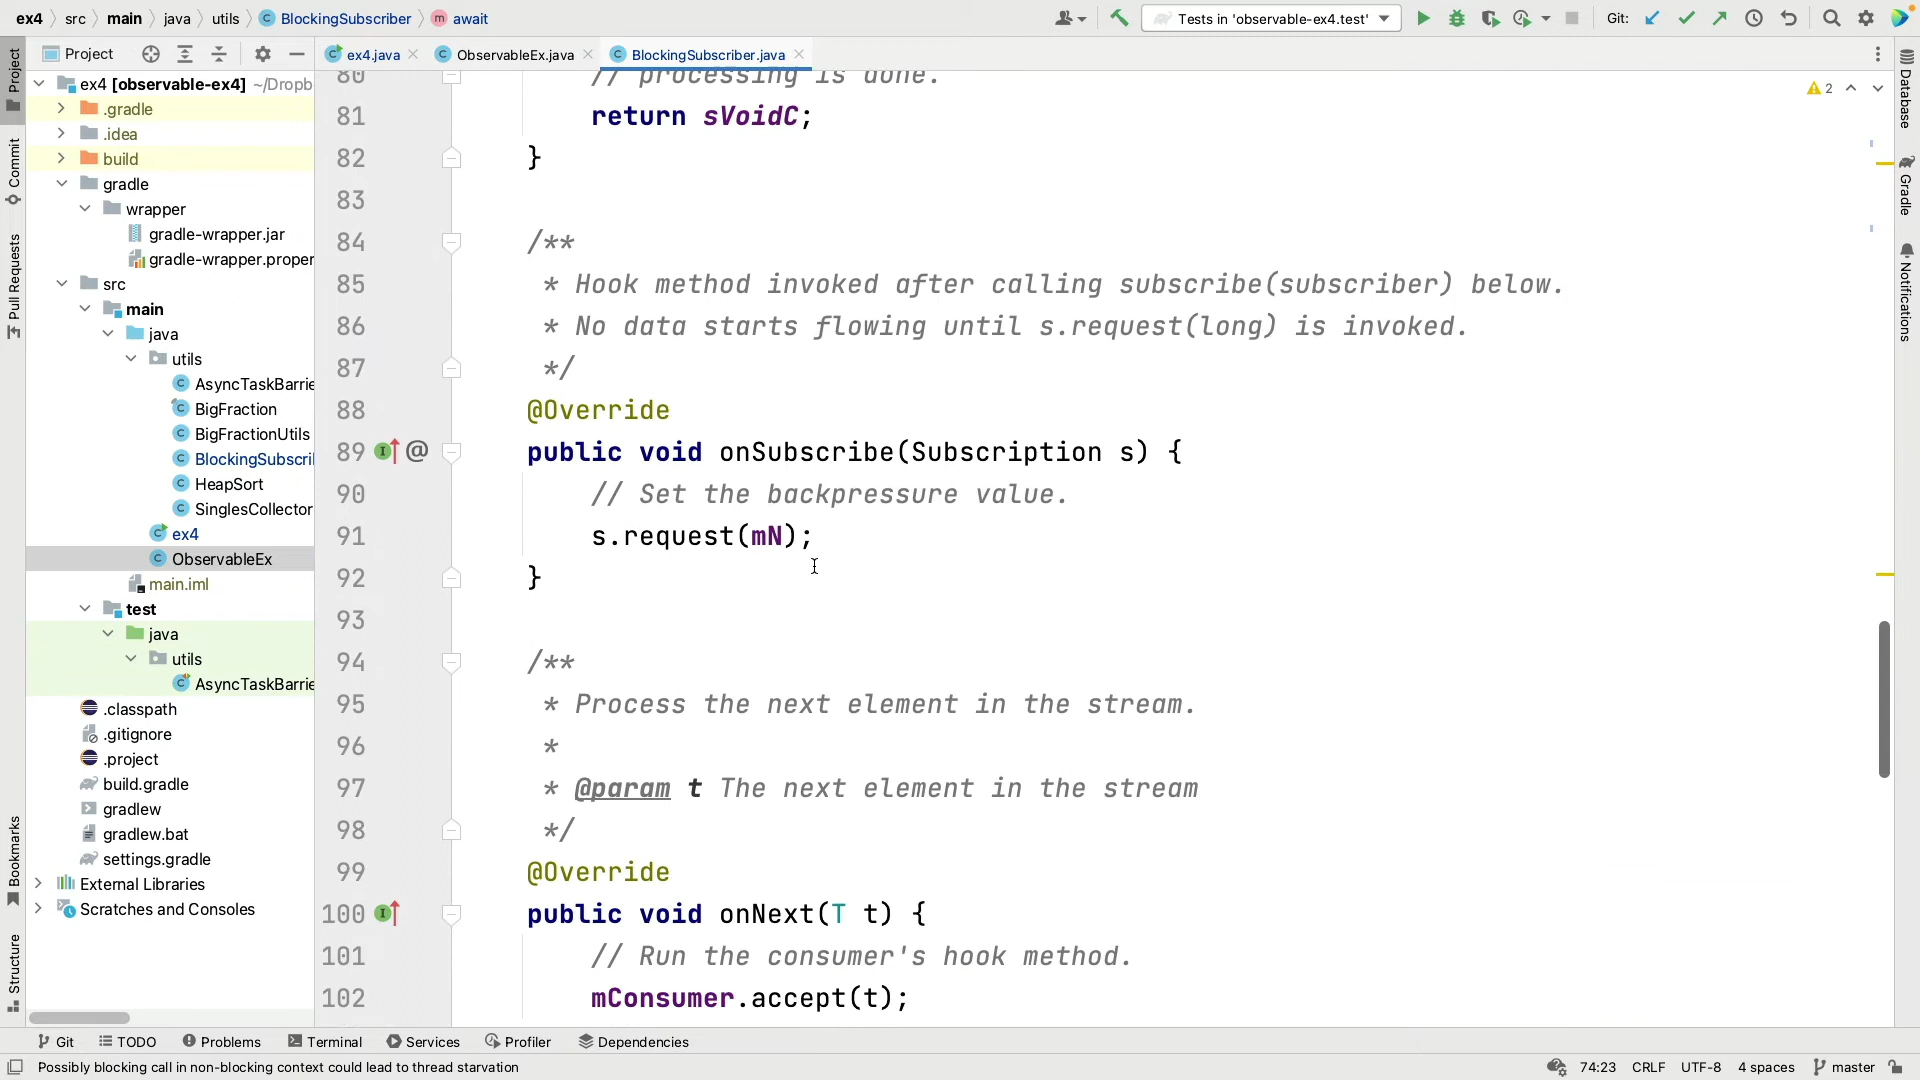 ex4 src main java utils BlockingSubscriber await
Tests in 'observable-ex4.test'
Git:
Project
ex4.java
ObservableEx.java
BlockingSubscriber.java
Project
Commit
Pull Requests
Bookmarks
Structure
ex4 [observable-ex4] ~/Dropb
.gradle
.idea
build
gradle
wrapper
gradle-wrapper.jar
gradle-wrapper.proper
src
main
java
utils
AsyncTaskBarrie
BigFraction
BigFractionUtils
BlockingSubscri
HeapSort
SinglesCollector
ex4
ObservableEx
main.iml
test
java
utils
AsyncTaskBarrie
.classpath
.gitignore
.project
build.gradle
gradlew
gradlew.bat
settings.gradle
External Libraries
Scratches and Consoles
80 // processing is done.
81 return sVoidC;
82 }
83
84 /**
85 * Hook method invoked after calling subscribe(subscriber) below.
86 * No data starts flowing until s.request(long) is invoked.
87 */
88 @Override
89 @ public void onSubscribe(Subscription s) {
90 // Set the backpressure value.
91 s.request(mN);
92 }
93
94 /**
95 * Process the next element in the stream.
96 *
97 * @param t The next element in the stream
98 */
99 @Override
100 public void onNext(T t) {
101 // Run the consumer's hook method.
102 mConsumer.accept(t);
2
Database
Gradle
Notifications
Git TODO Problems Terminal Services Profiler Dependencies
Possibly blocking call in non-blocking context could lead to thread starvation
74:23 CRLF UTF-8 4 spaces master